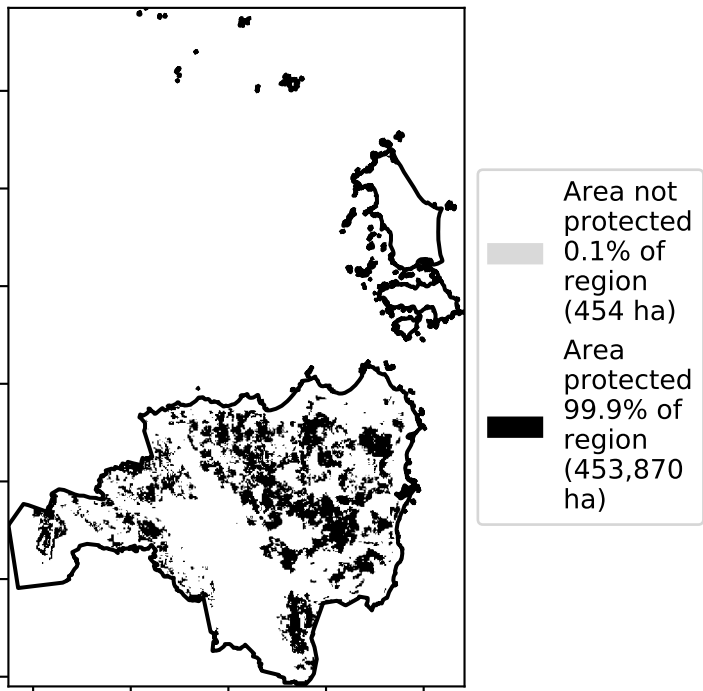 Area not
protected
0.1% of
region
(454 ha)
Area
protected
99.9% of
region
(453,870
ha)